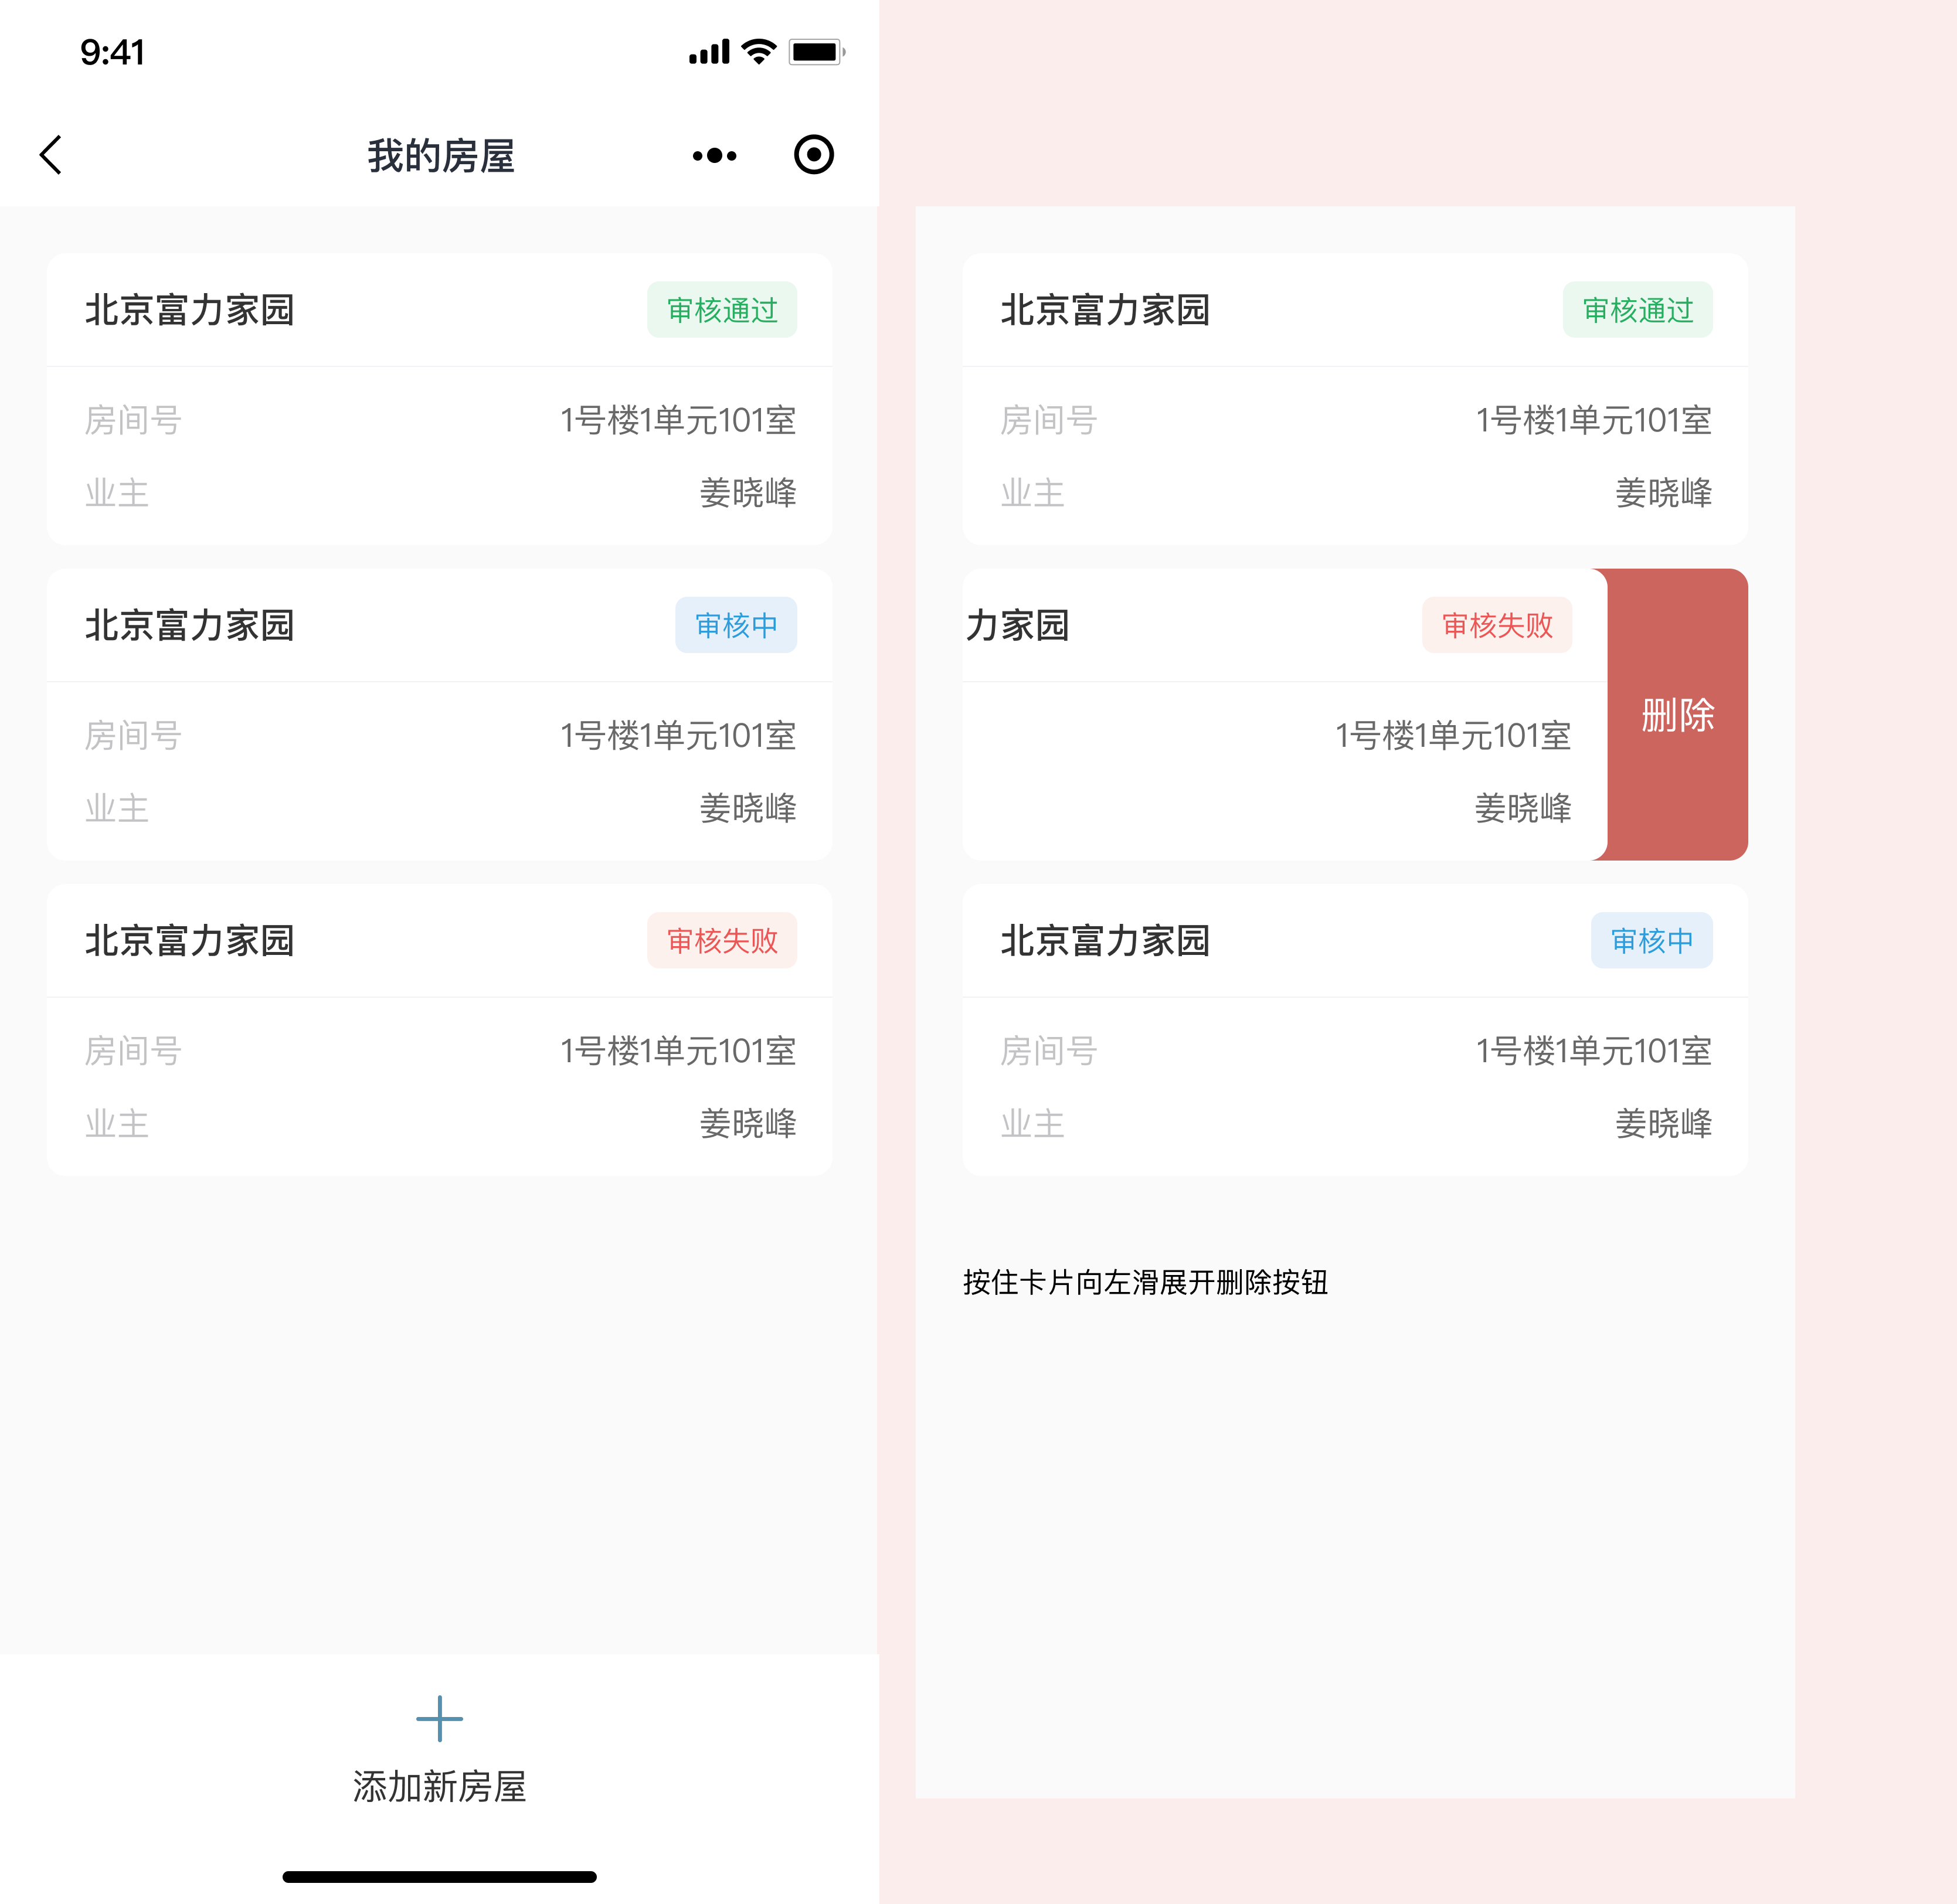 9:41
我的房屋
北京富力家园 审核通过
房间号 1号楼1单元101室
业主 姜晓峰
北京富力家园 审核中
房间号 1号楼1单元101室
业主 姜晓峰
北京富力家园 审核失败
房间号 1号楼1单元101室
业主 姜晓峰
添加新房屋
北京富力家园 审核通过
房间号 1号楼1单元101室
业主 姜晓峰
力家园 审核失败
1号楼1单元101室
姜晓峰
删除
北京富力家园 审核中
房间号 1号楼1单元101室
业主 姜晓峰
按住卡片向左滑展开删除按钮